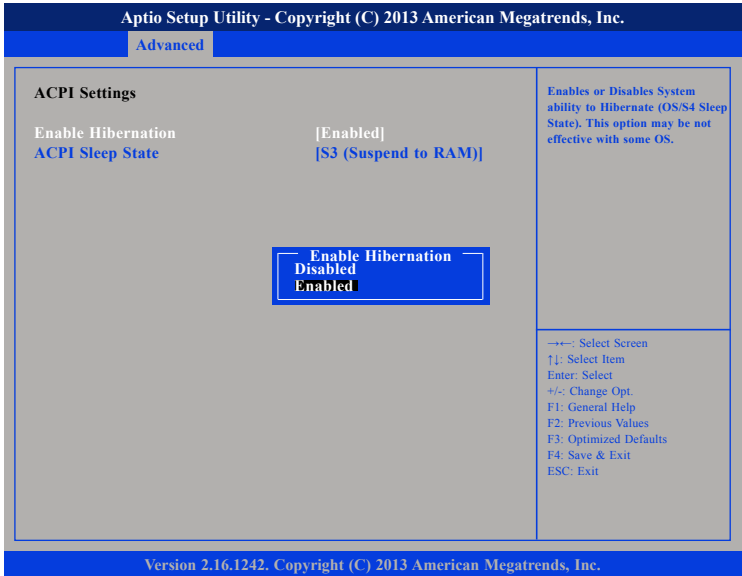 Aptio Setup Utility - Copyright (C) 2013 American Megatrends, Inc.
Advanced
ACPI Settings
Enable Hibernation [Enabled]
ACPI Sleep State [S3 (Suspend to RAM)]
Enable Hibernation
Disabled
Enabled
Enables or Disables System
ability to Hibernate (OS/S4 Sleep
State). This option may be not
effective with some OS.
→←: Select Screen
↑↓: Select Item
Enter: Select
+/-: Change Opt.
F1: General Help
F2: Previous Values
F3: Optimized Defaults
F4: Save & Exit
ESC: Exit
Version 2.16.1242. Copyright (C) 2013 American Megatrends, Inc.